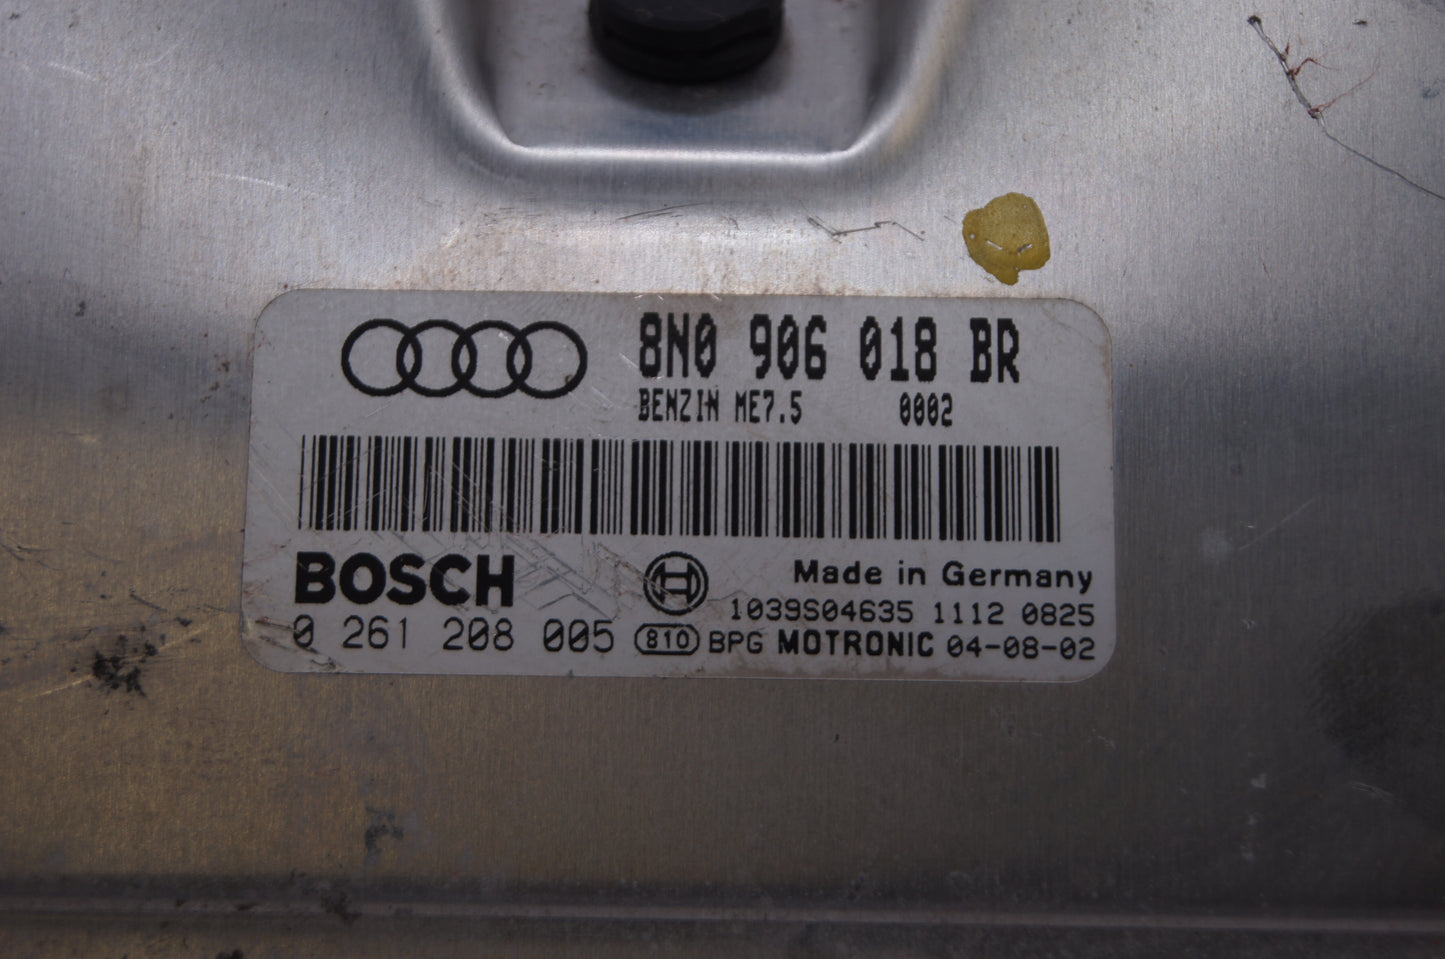 8N0 906 018 BR
BENZIN ME7.5 0002
BOSCH
Made in Germany
1039S04635 1112 0825
0 261 208 005 810 BPG MOTRONIC 04-08-02